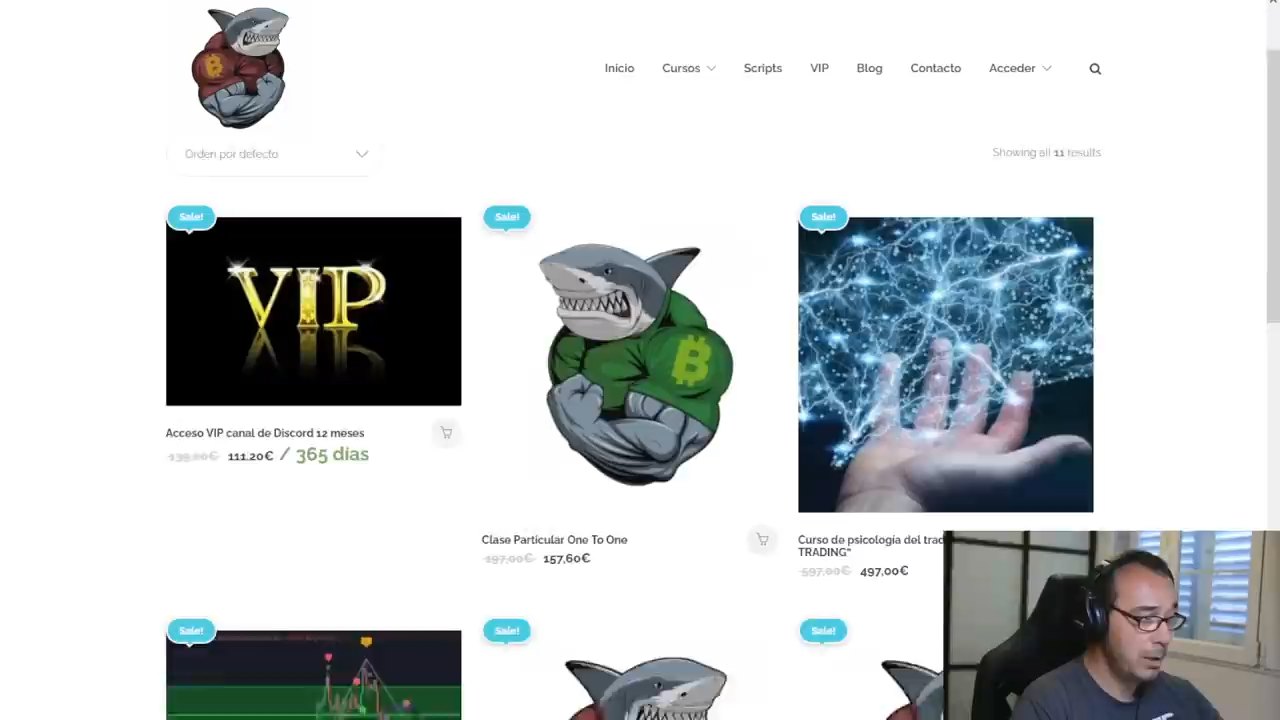 Inicio
Cursos
Scripts
VIP
Blog
Contacto
Acceder
Orden por defecto
Showing all 11 results
Sale!
Sale!
Sale!
VIP
Acceso VIP canal de Discord 12 meses
139,00€ 111,20€ / 365 días
Clase Particular One To One
197,00€ 157,60€
Curso de psicología del trad
TRADING"
597,00€ 497,00€
Sale!
Sale!
Sale!